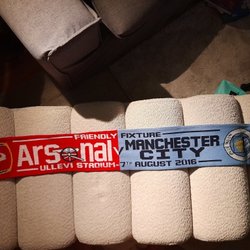 FRIENDLY FIXTURE
Arsenal V MANCHESTER
CITY
ULLEVI STADIUM - 7TH AUGUST 2016